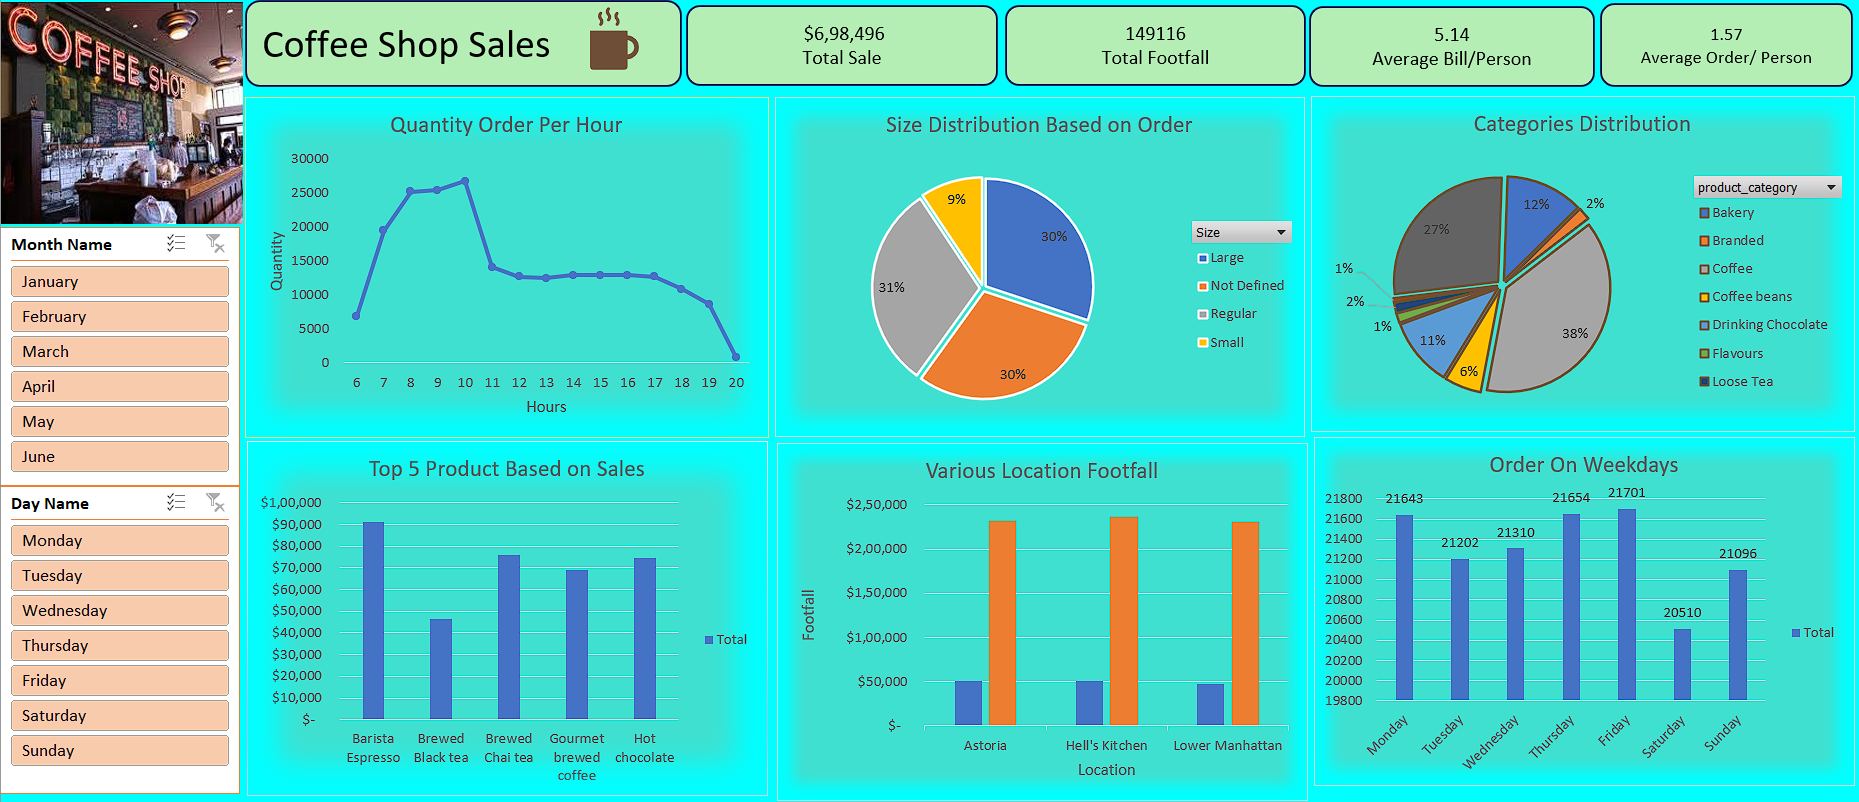 COFFEE SHOP
Coffee Shop Sales
$6,98,496
Total Sale
149116
Total Footfall
5.14
Average Bill/Person
1.57
Average Order/ Person
Month Name
January
February
March
April
May
June
Day Name
Monday
Tuesday
Wednesday
Thursday
Friday
Saturday
Sunday
Quantity Order Per Hour
Quantity
30000
25000
20000
15000
10000
5000
0
6 7 8 9 10 11 12 13 14 15 16 17 18 19 20
Hours
Size Distribution Based on Order
9%
30%
31%
30%
Size
Large
Not Defined
Regular
Small
Categories Distribution
12%
2%
27%
1%
2%
1%
11%
6%
38%
product_category
Bakery
Branded
Coffee
Coffee beans
Drinking Chocolate
Flavours
Loose Tea
Top 5 Product Based on Sales
$1,00,000
$90,000
$80,000
$70,000
$60,000
$50,000
$40,000
$30,000
$20,000
$10,000
$-
Barista Espresso
Brewed Black tea
Brewed Chai tea
Gourmet brewed coffee
Hot chocolate
Total
Various Location Footfall
Footfall
$2,50,000
$2,00,000
$1,50,000
$1,00,000
$50,000
$-
Astoria
Hell's Kitchen
Lower Manhattan
Location
Order On Weekdays
21800
21600
21400
21200
21000
20800
20600
20400
20200
20000
19800
21643
21202
21310
21654
21701
20510
21096
Monday
Tuesday
Wednesday
Thursday
Friday
Saturday
Sunday
Total